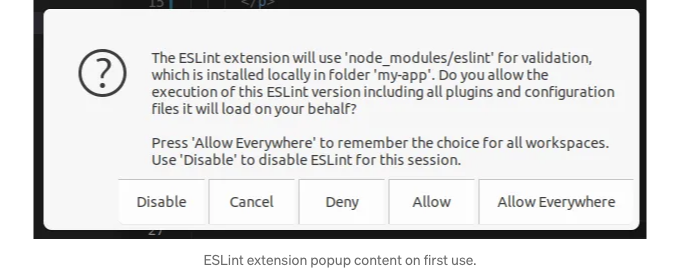 15
</p>
?
The ESLint extension will use 'node_modules/eslint' for validation,
which is installed locally in folder 'my-app'. Do you allow the
execution of this ESLint version including all plugins and configuration
files it will load on your behalf?
Press 'Allow Everywhere' to remember the choice for all workspaces.
Use 'Disable' to disable ESLint for this session.
Disable Cancel Deny Allow Allow Everywhere
27
ESLint extension popup content on first use.